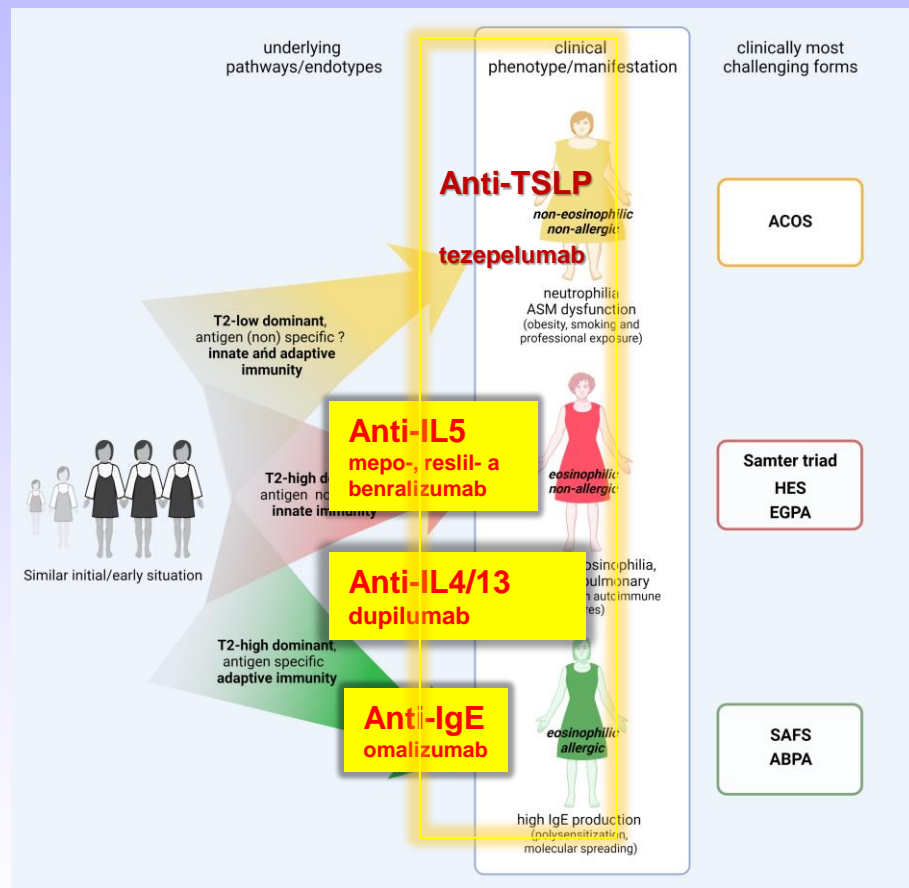 underlying
pathways/endotypes
clinical
phenotype/manifestation
clinically most
challenging forms
Anti-TSLP
non-eosinophilic
non-allergic
tezepelumab
ACOS
neutrophilia
ASM dysfunction
(obesity, smoking and
professional exposure)
T2-low dominant,
antigen (non) specific ?
innate ańd adaptive
immunity
Anti-IL5
mepo-, reslil- a
benralizumab
T2-high
antigen
innate immunity
eosinophilic
non-allergic
Samter triad
HES
EGPA
Similar initial/early situation
Anti-IL4/13
dupilumab
autoimmune
T2-high dominant,
antigen specific
adaptive immunity
Anti-IgE
omalizumab
eosinophilic
allergic
SAFS
ABPA
high IgE production
(polysensitization,
molecular spreading)